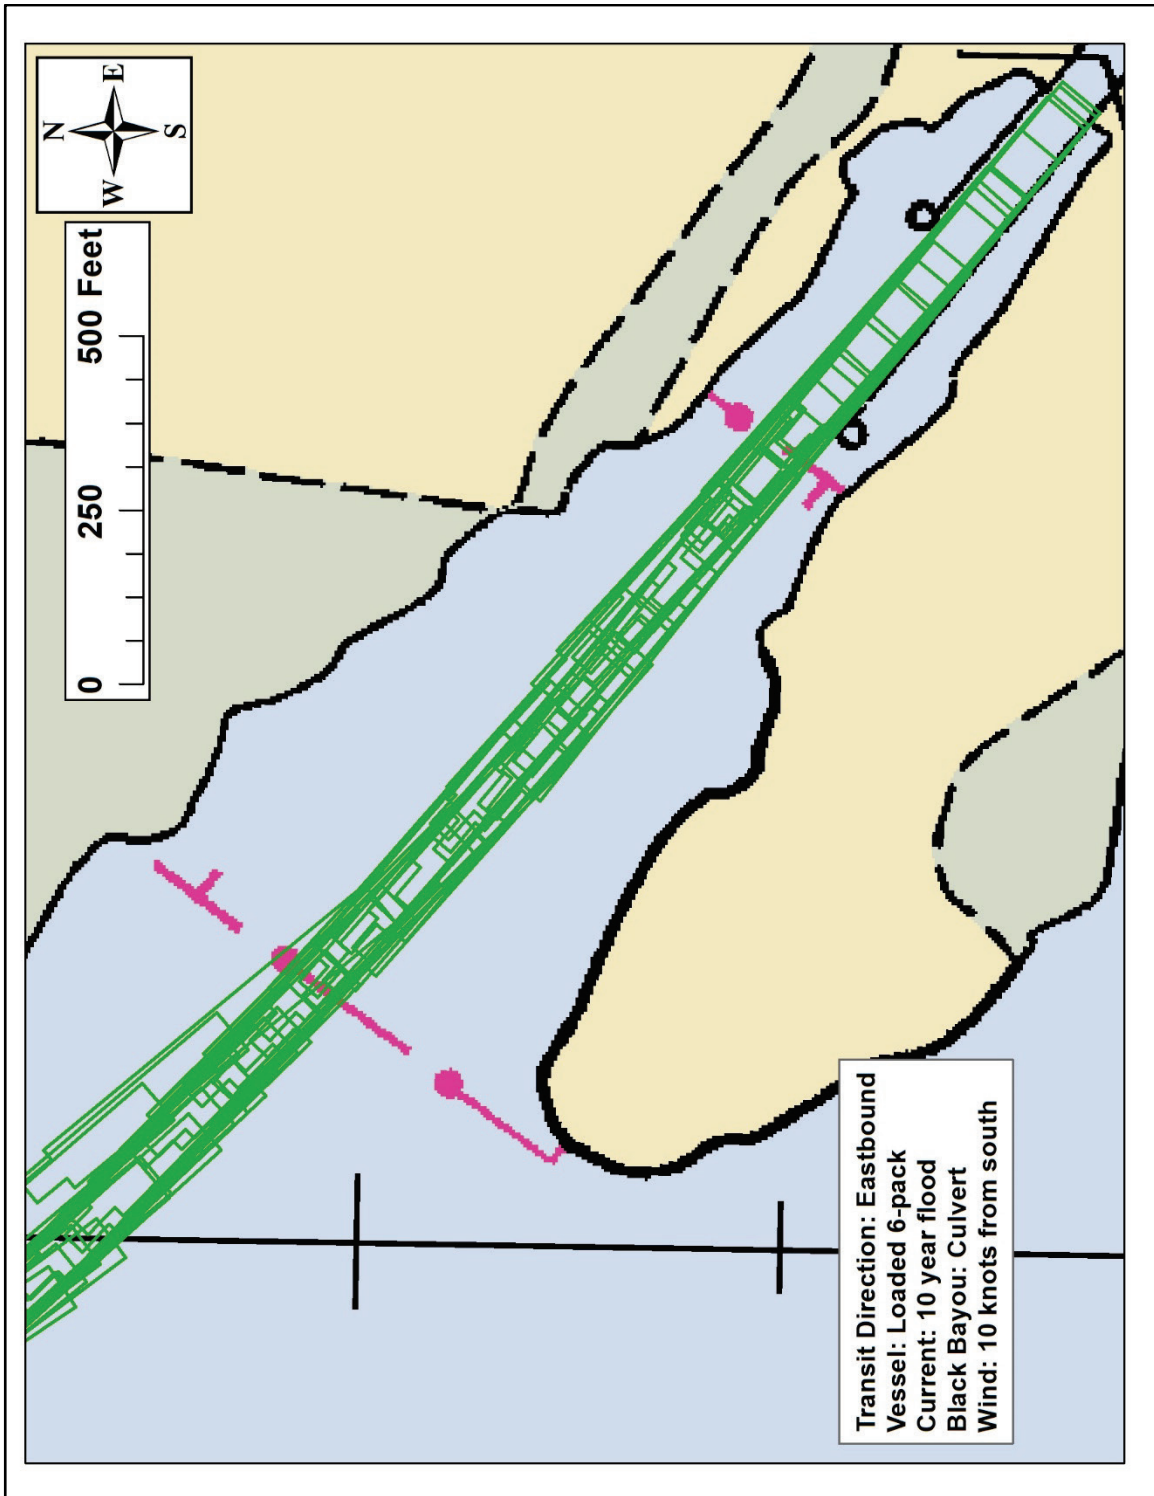 N
E
W
S
0
250
500 Feet
Transit Direction: Eastbound
Vessel: Loaded 6-pack
Current: 10 year flood
Black Bayou: Culvert
Wind: 10 knots from south